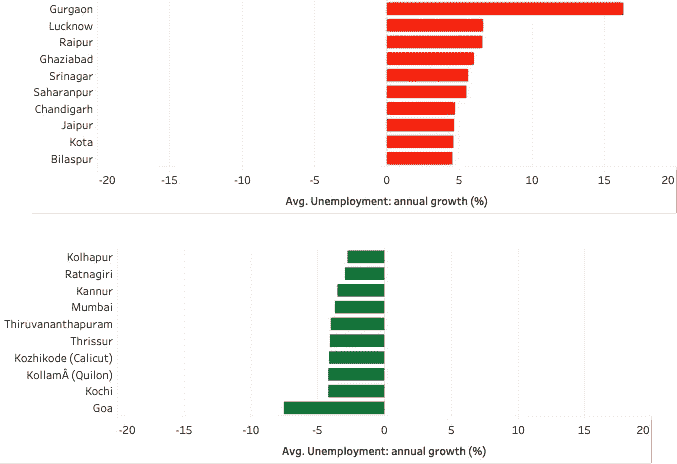 Gurgaon
Lucknow
Raipur
Ghaziabad
Srinagar
Saharanpur
Chandigarh
Jaipur
Kota
Bilaspur
-20 -15 -10 -5 0 5 10 15 20
Avg. Unemployment: annual growth (%)
Kolhapur
Ratnagiri
Kannur
Mumbai
Thiruvananthapuram
Thrissur
Kozhikode (Calicut)
KollamÂ (Quilon)
Kochi
Goa
-20 -15 -10 -5 0 5 10 15 20
Avg. Unemployment: annual growth (%)